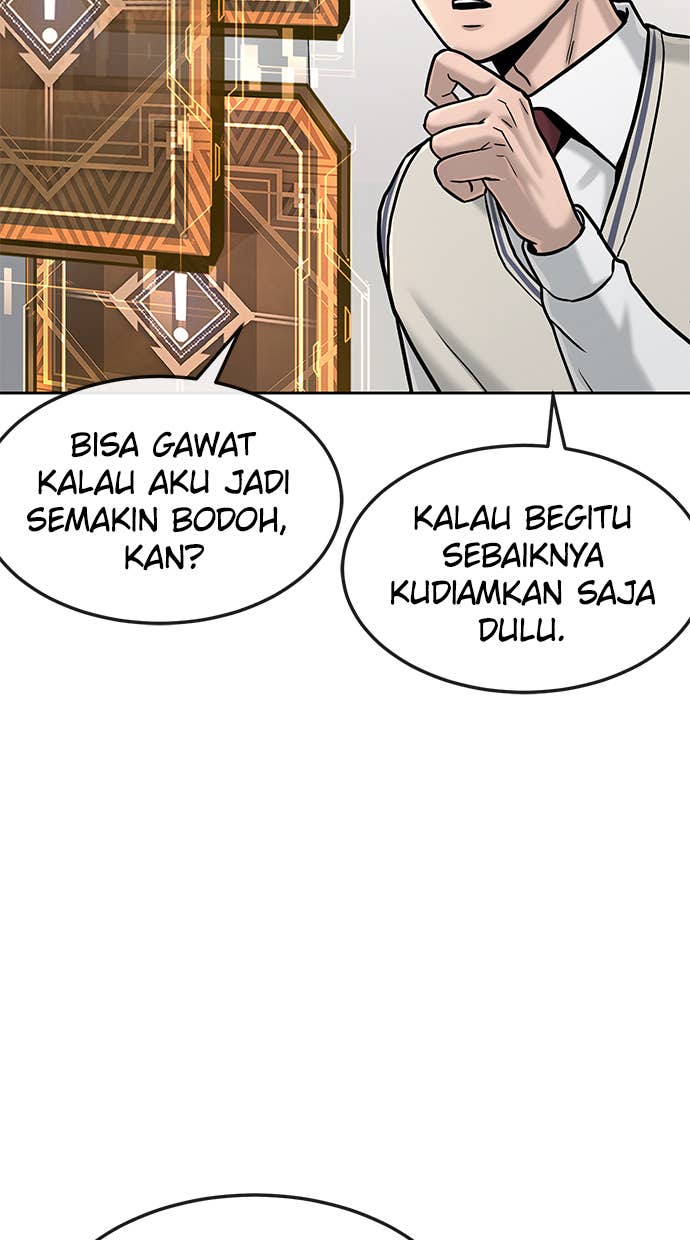 BISA GAWAT
KALAU AKU JADI
SEMAKIN BODOH,
KAN?
KALAU BEGITU
SEBAIKNYA
KUDIAMKAN SAJA
DULU.